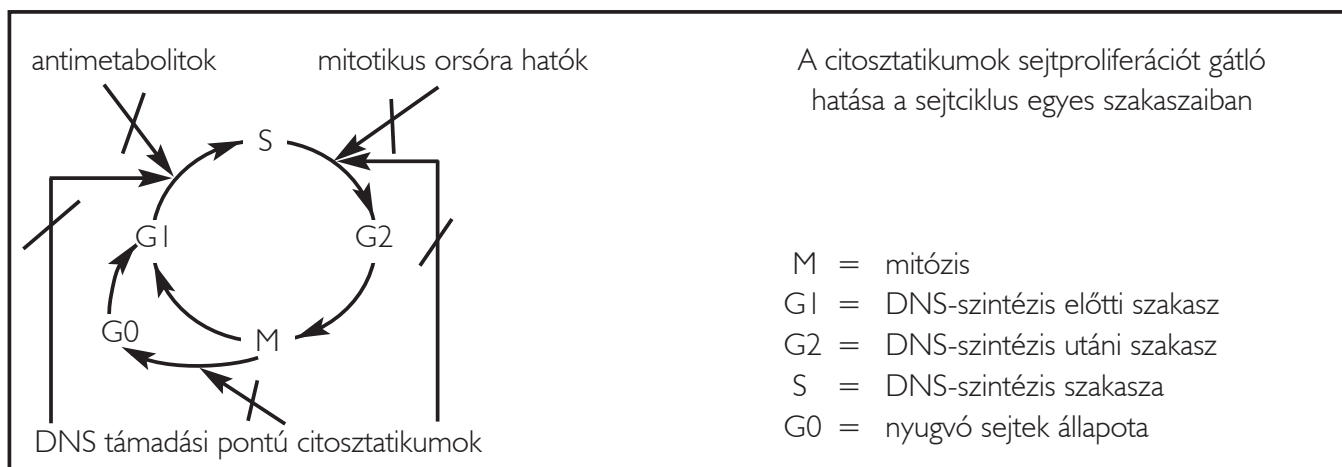 antimetabolitok
mitotikus orsóra hatók
S
G1
G2
G0
M
DNS támadási pontú citosztatikumok
A citosztatikumok sejtproliferációt gátló
hatása a sejtciklus egyes szakaszaiban
M = mitózis
G1 = DNS-szintézis előtti szakasz
G2 = DNS-szintézis utáni szakasz
S = DNS-szintézis szakasza
G0 = nyugvó sejtek állapota